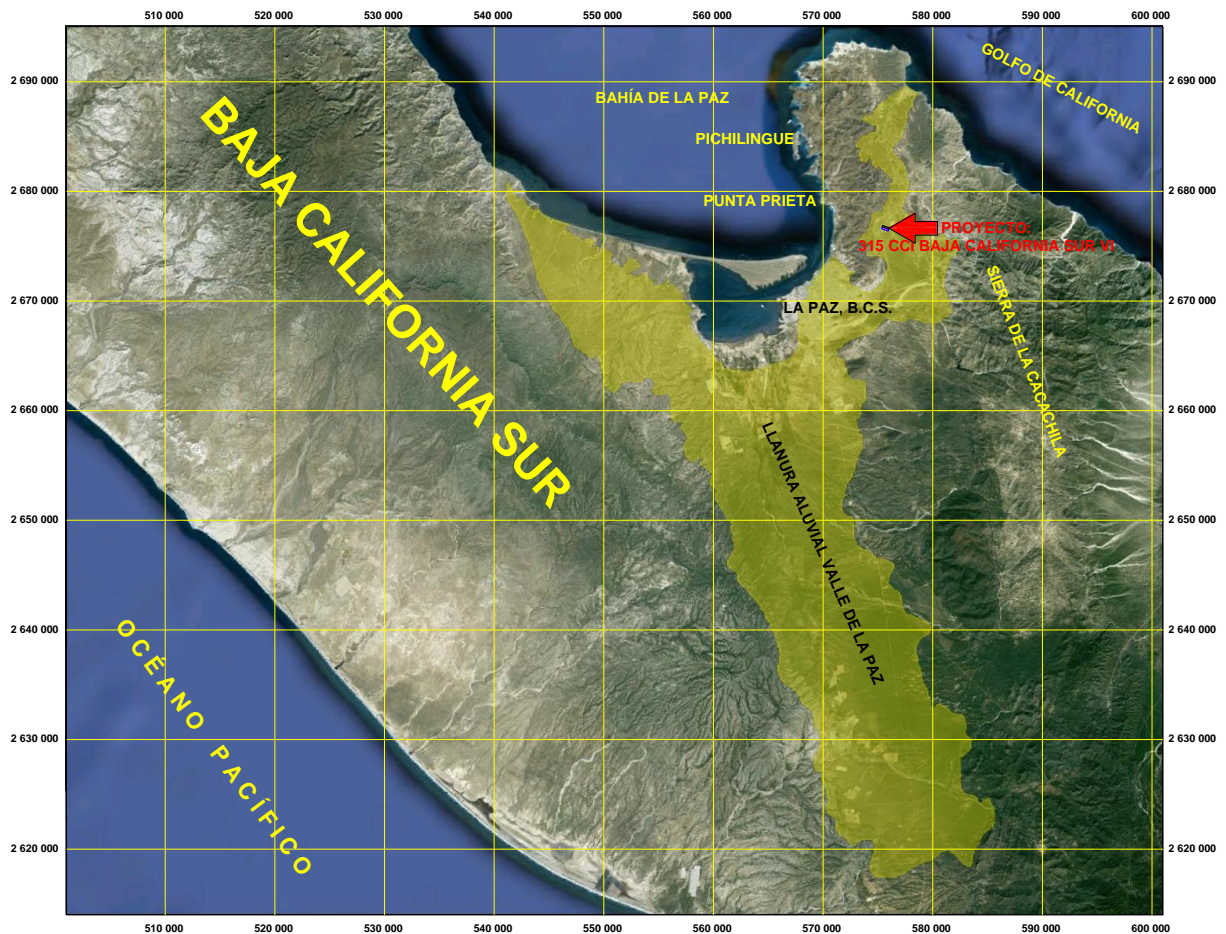 510 000 520 000 530 000 540 000 550 000 560 000 570 000 580 000 590 000 600 000
GOLFO DE CALIFORNIA
2 690 000 2 690 000
BAHÍA DE LA PAZ
BAJA CALIFORNIA SUR
PICHILINGUE
2 680 000 2 680 000
PUNTA PRIETA
PROYECTO:
315 CCI BAJA CALIFORNIA SUR VI
SIERRA DE LA CACACHILA
2 670 000 2 670 000
LA PAZ, B.C.S.
2 660 000 2 660 000
LLANURA ALUVIAL VALLE DE LA PAZ
2 650 000 2 650 000
2 640 000 2 640 000
OCÉANO PACÍFICO
2 630 000 2 630 000
2 620 000 2 620 000
510 000 520 000 530 000 540 000 550 000 560 000 570 000 580 000 590 000 600 000